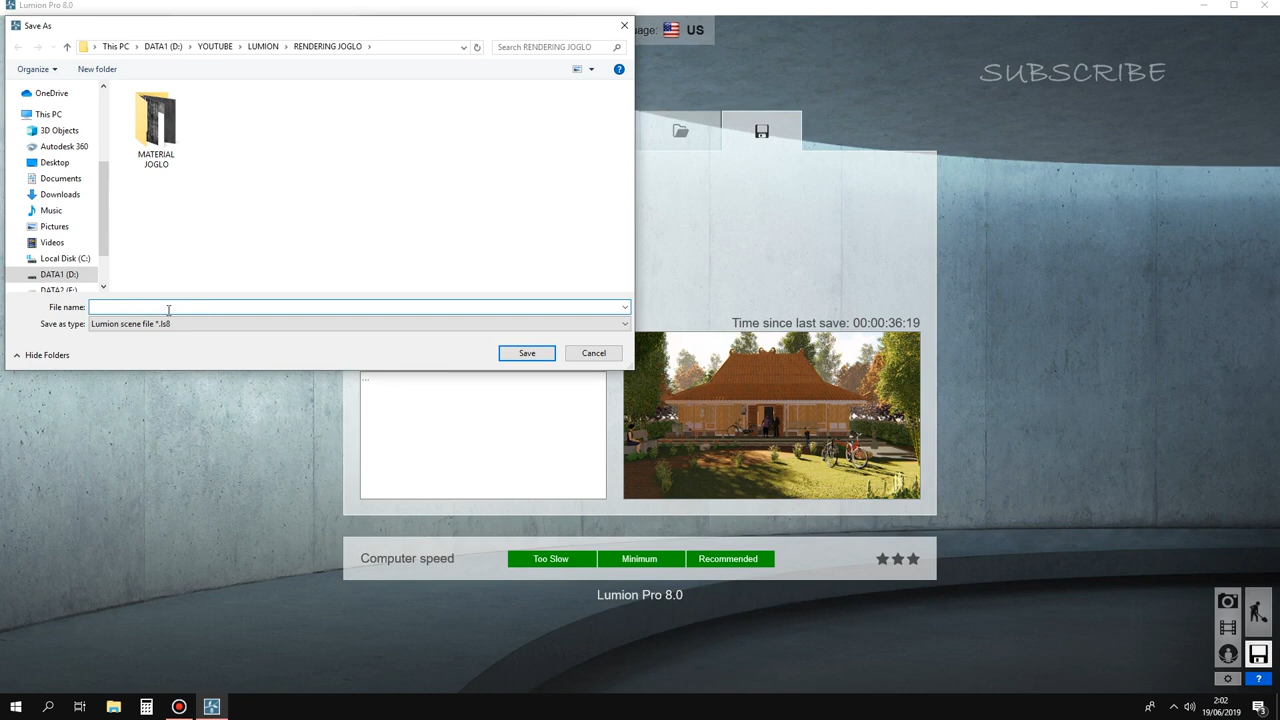 Lumion Pro 8.0
Save As
This PC
DATA1 (D:)
YOUTUBE
LUMION
RENDERING JOGLO
Search RENDERING JOGLO
Organize
New folder
OneDrive
This PC
3D Objects
Autodesk 360
Desktop
Documents
Downloads
Music
Pictures
Videos
Local Disk (C:)
DATA1 (D:)
MATERIAL
JOGLO
File name:
Save as type:
Lumion scene file *.ls8
Hide Folders
Save
Cancel
US
SUBSCRIBE
Time since last save: 00:00:36:19
...
Computer speed
Too Slow
Minimum
Recommended
Lumion Pro 8.0
2:02
19/06/2019